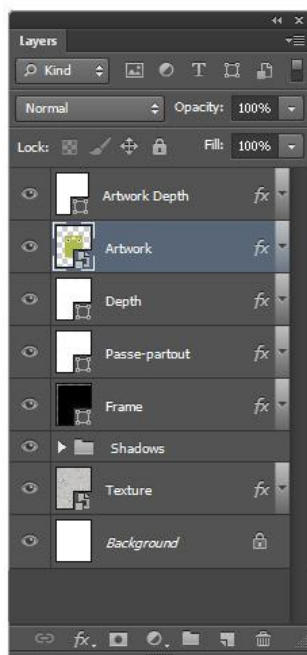 Layers
Kind
Normal Opacity: 100%
Lock: Fill: 100%
Artwork Depth fx
Artwork fx
Depth fx
Passe-partout fx
Frame fx
Shadows
Texture fx
Background
fx.